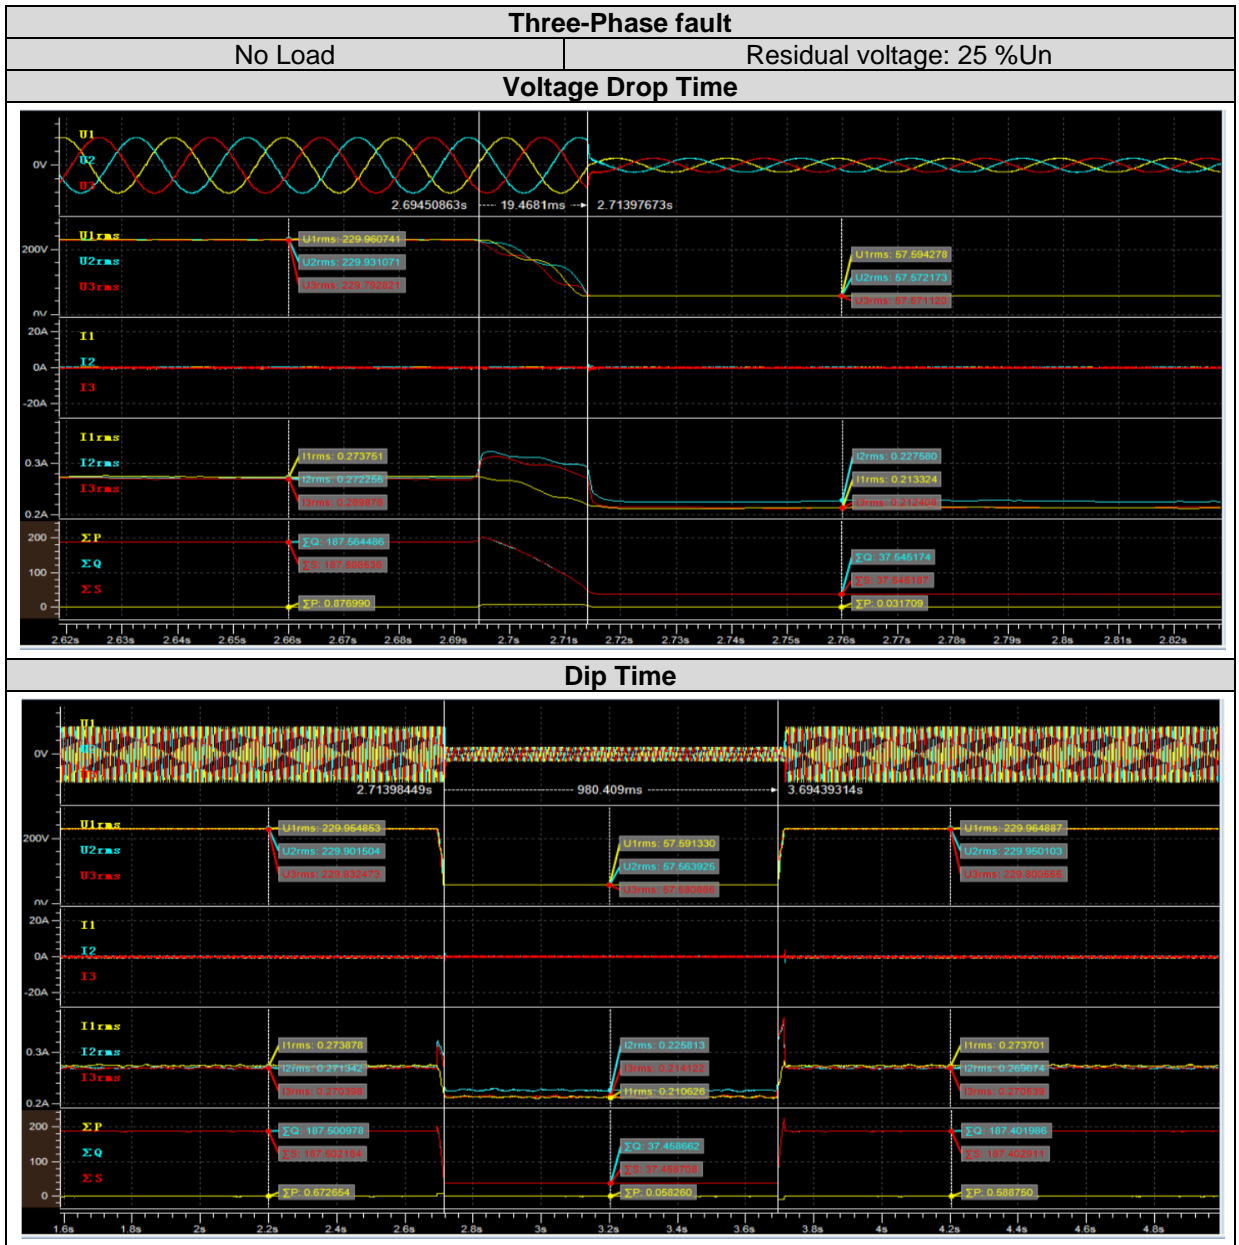 Three-Phase fault
No Load
Residual voltage: 25 %Un
Voltage Drop Time
U1
U2
U3
0V
2.69450863s
19.4681ms
2.71397673s
U1rms
U2rms
U3rms
200V
0V
U1rms: 229.960741
U2rms: 229.931071
U3rms: 229.792821
U1rms: 57.594278
U2rms: 57.572173
U3rms: 57.571120
20A
0A
-20A
I1
I2
I3
I1rms
I2rms
I3rms
0.3A
0.2A
I1rms: 0.273751
I2rms: 0.272256
I2rms: 0.227580
I1rms: 0.213324
ΣP
ΣQ
ΣS
200
100
0
ΣQ: 187.564486
ΣP: 0.876990
ΣQ: 37.545174
ΣS: 37.545187
ΣP: 0.031709
2.62s 2.63s 2.64s 2.65s 2.66s 2.67s 2.68s 2.69s 2.7s 2.71s 2.72s 2.73s 2.74s 2.75s 2.76s 2.77s 2.78s 2.79s 2.8s 2.81s 2.82s
Dip Time
U1
0V
2.71398449s
980.409ms
3.69439314s
U1rms
U2rms
U3rms
200V
0V
U1rms: 229.954853
U2rms: 229.901504
U3rms: 229.832473
U1rms: 57.591330
U2rms: 57.563925
U1rms: 229.964887
U2rms: 229.950103
U3rms: 229.800555
20A
0A
-20A
I1
I2
I3
I1rms
I2rms
I3rms
0.3A
0.2A
I1rms: 0.273878
I2rms: 0.271342
I3rms: 0.270398
I2rms: 0.225813
I3rms: 0.214122
I1rms: 0.210626
I1rms: 0.273701
I2rms: 0.269674
ΣP
ΣQ
ΣS
200
100
0
ΣQ: 187.500978
ΣS: 187.502184
ΣP: 0.672654
ΣQ: 37.458662
ΣS: 37.458708
ΣP: 0.058260
ΣQ: 187.401986
ΣS: 187.402911
ΣP: 0.588750
1.6s 1.8s 2s 2.2s 2.4s 2.6s 2.8s 3s 3.2s 3.4s 3.6s 3.8s 4s 4.2s 4.4s 4.6s 4.8s